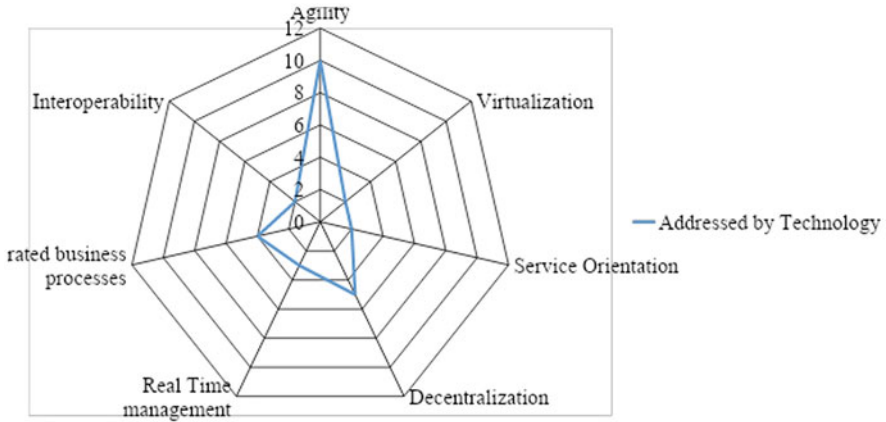 Agility
12
10
8
6
4
2
0
Interoperability
Virtualization
rated business
processes
Service Orientation
Real Time
management
Decentralization
Addressed by Technology